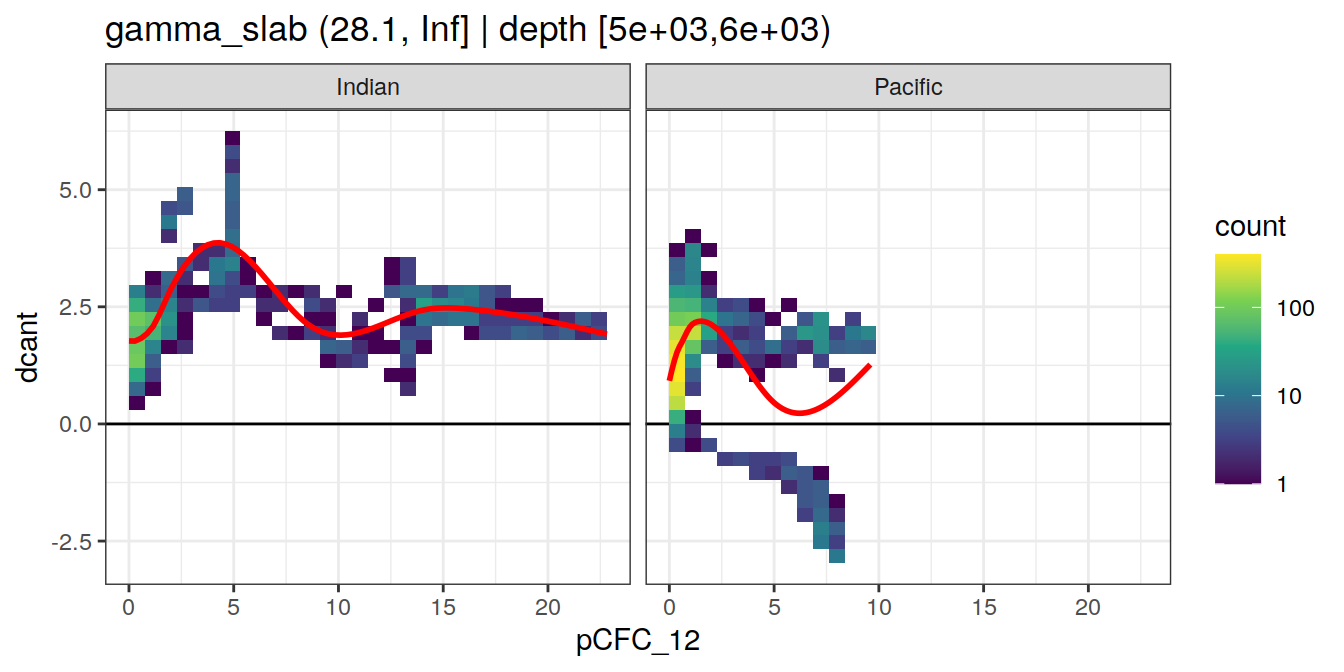 gamma_slab (28.1, Inf] | depth [5e+03,6e+03)
Indian
Pacific
5.0
2.5
0.0
-2.5
dcant
0 5 10 15 20
0 5 10 15 20
pCFC_12
count
100
10
1